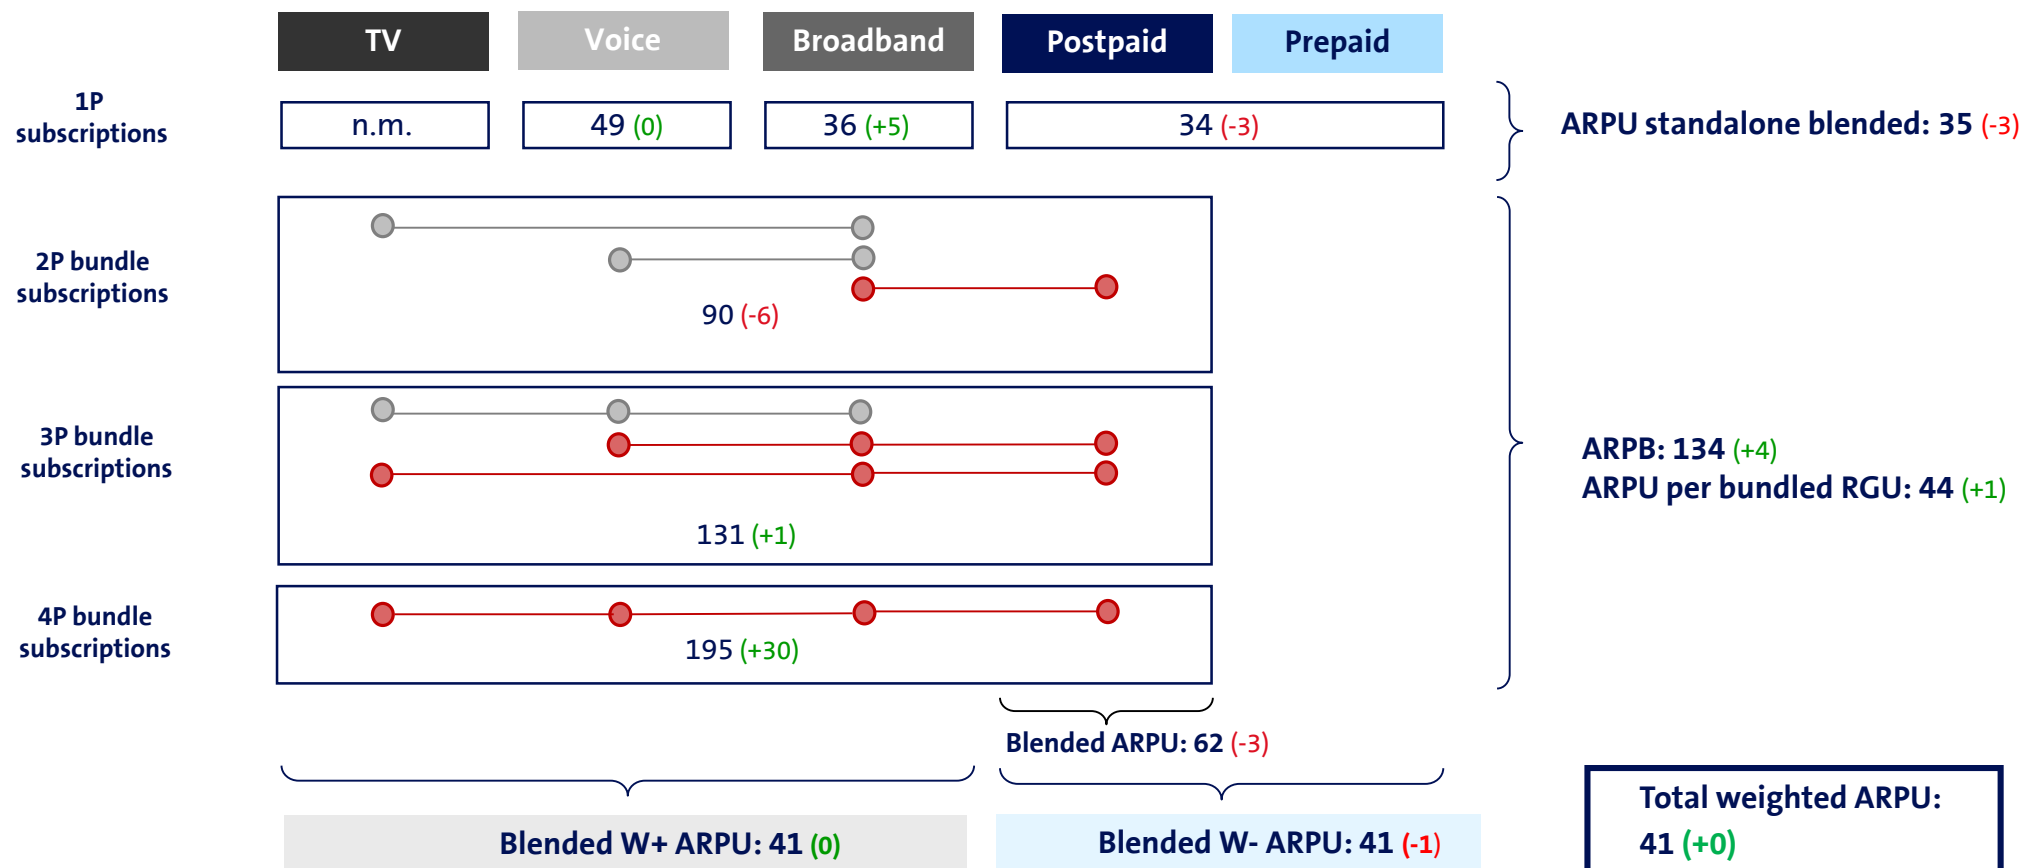 TV Voice Broadband Postpaid Prepaid
1P
subscriptions
n.m. 49 (0) 36 (+5) 34 (-3)
ARPU standalone blended: 35 (-3)
2P bundle
subscriptions
90 (-6)
3P bundle
subscriptions
131 (+1)
ARPB: 134 (+4)
ARPU per bundled RGU: 44 (+1)
4P bundle
subscriptions
195 (+30)
Blended ARPU: 62 (-3)
Blended W+ ARPU: 41 (0)
Blended W- ARPU: 41 (-1)
Total weighted ARPU:
41 (+0)